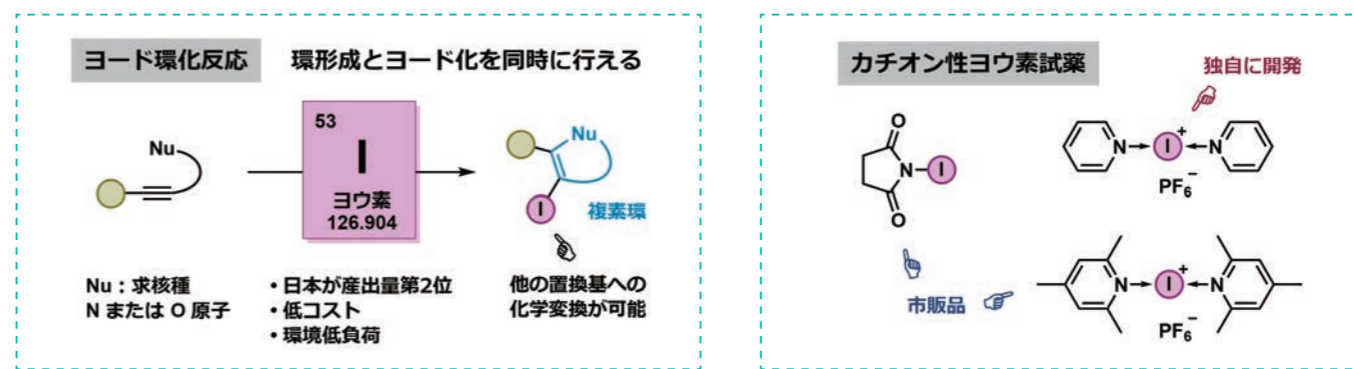 ヨード環化反応
環形成とヨード化を同時に行える
Nu
53
I
ヨウ素
126.904
Nu
I
複素環
Nu：求核種
N または O 原子
・日本が産出量第2位
・低コスト
・環境低負荷
他の置換基への
化学変換が可能
カチオン性ヨウ素試薬
独自に開発
O
N
I
O
N
I
+
N
PF6−
市販品
N
I
+
N
PF6−